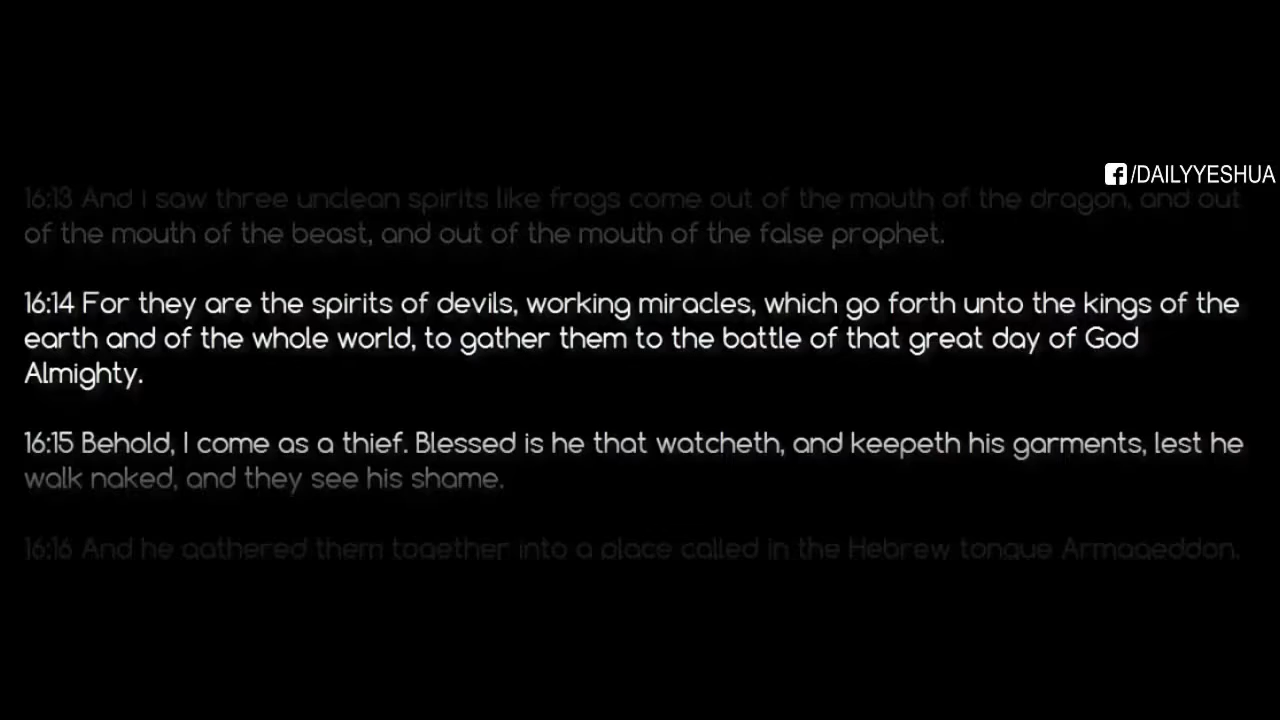 /DAILYYESHUA
16:13 And I saw three unclean spirits like frogs come out of the mouth of the dragon, and out
of the mouth of the beast, and out of the mouth of the false prophet.
16:14 For they are the spirits of devils, working miracles, which go forth unto the kings of the
earth and of the whole world, to gather them to the battle of that great day of God
Almighty.
16:15 Behold, I come as a thief. Blessed is he that watcheth, and keepeth his garments, lest he
walk naked, and they see his shame.
16:16 And he gathered them together into a place called in the Hebrew tongue Armageddon.